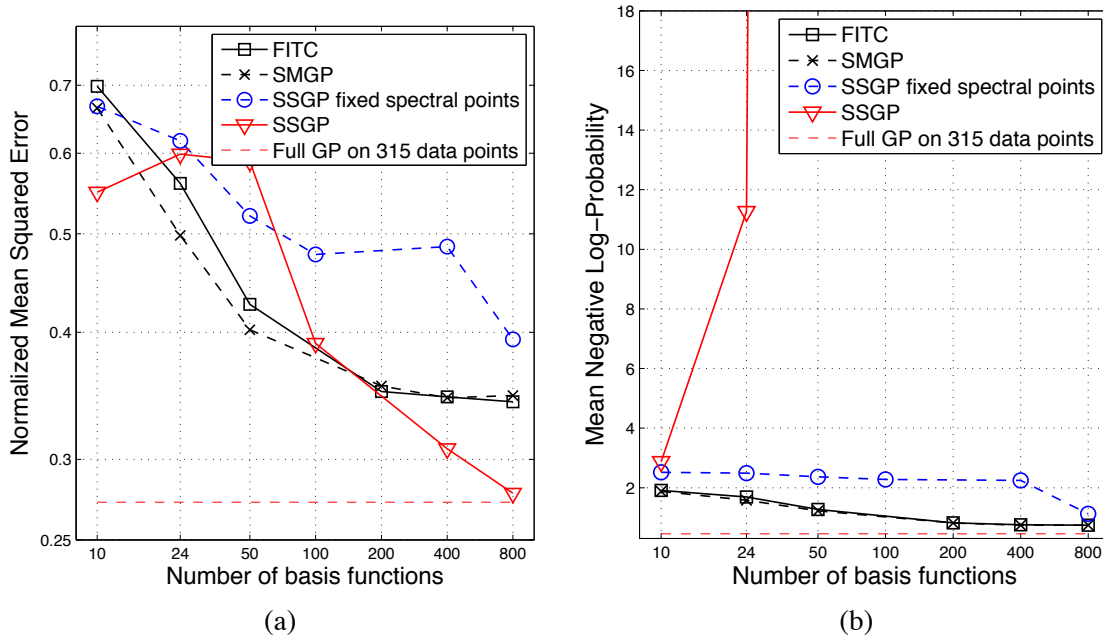 FITC
SMGP
SSGP fixed spectral points
SSGP
Full GP on 315 data points
Normalized Mean Squared Error
0.7
0.6
0.5
0.4
0.3
0.25
10 24 50 100 200 400 800
Number of basis functions
(a)
FITC
SMGP
SSGP fixed spectral points
SSGP
Full GP on 315 data points
Mean Negative Log−Probability
18
16
14
12
10
8
6
4
2
10 24 50 100 200 400 800
Number of basis functions
(b)